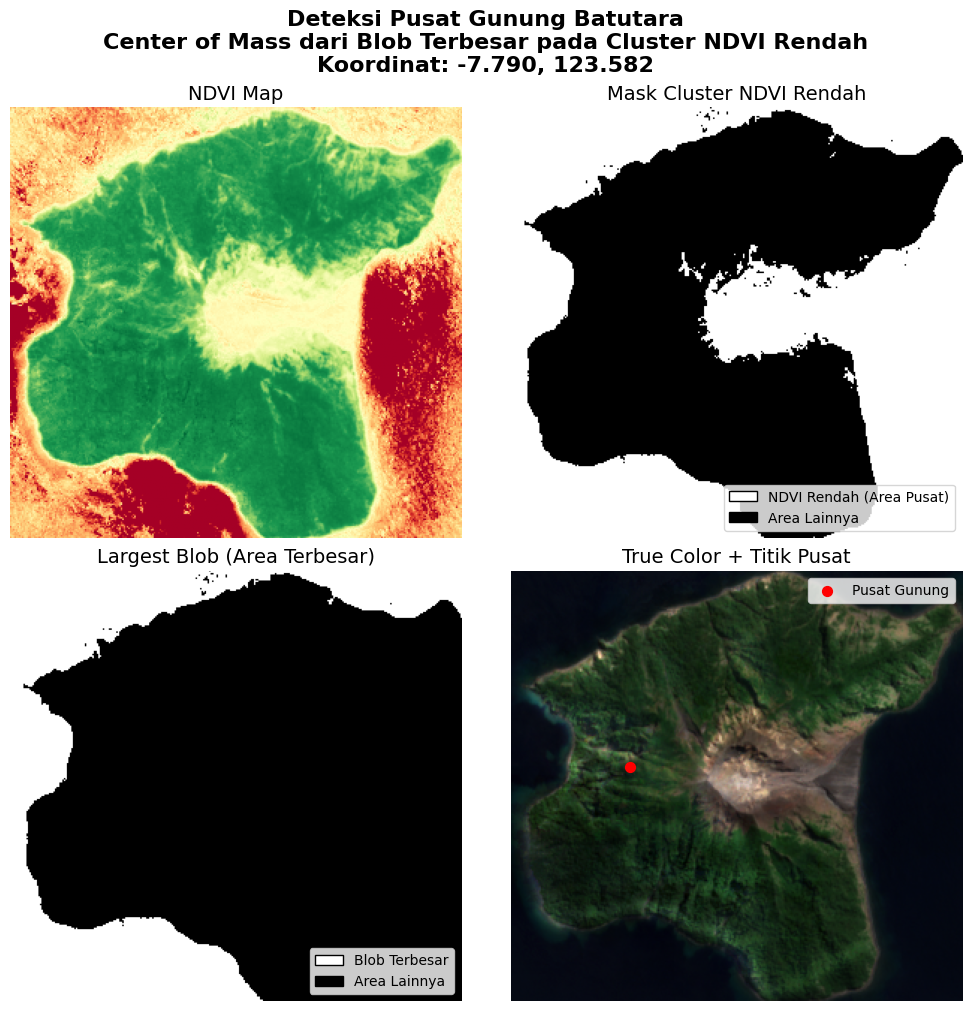 Deteksi Pusat Gunung Batutara
Center of Mass dari Blob Terbesar pada Cluster NDVI Rendah
Koordinat: -7.790, 123.582
NDVI Map
Mask Cluster NDVI Rendah
NDVI Rendah (Area Pusat)
Area Lainnya
Largest Blob (Area Terbesar)
True Color + Titik Pusat
Blob Terbesar
Area Lainnya
Pusat Gunung